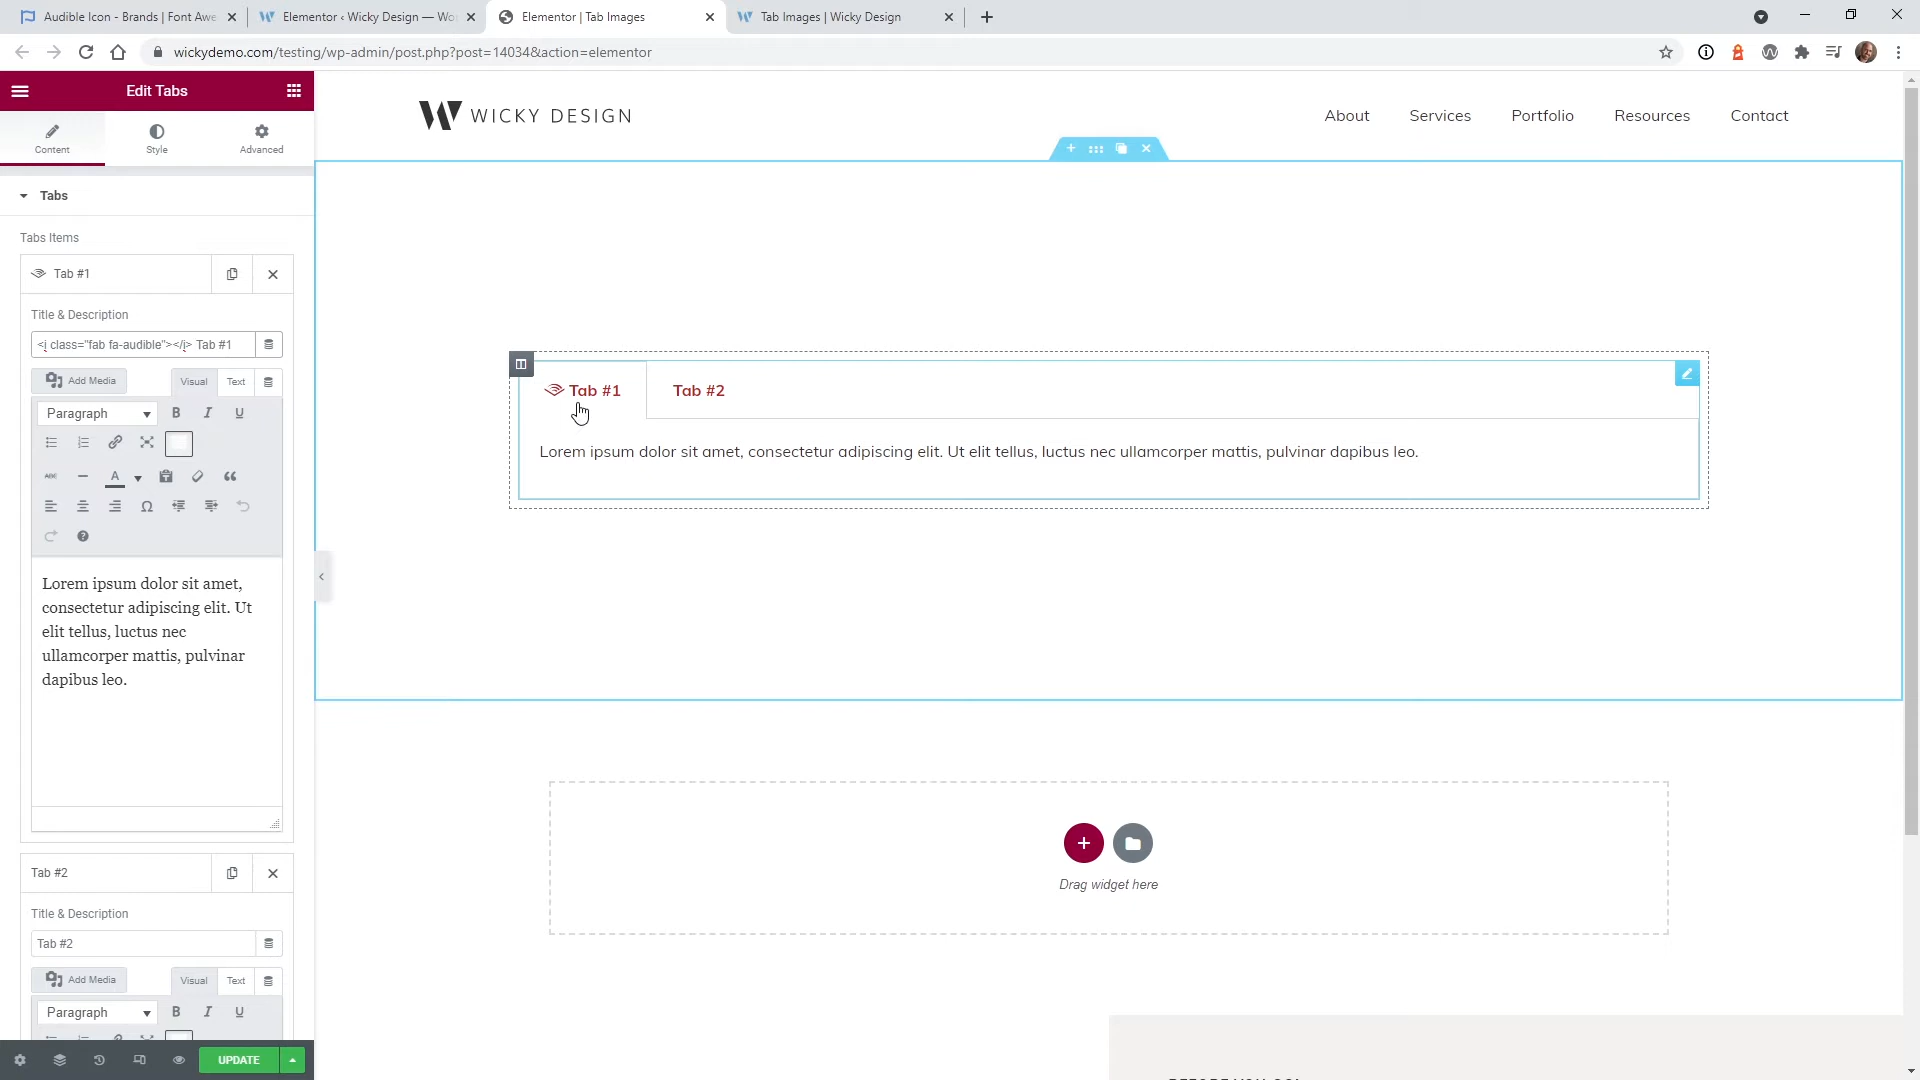 Audible Icon - Brands | Font Awe
Elementor ‹ Wicky Design — Wo
Elementor | Tab Images
Tab Images | Wicky Design
wickydemo.com/testing/wp-admin/post.php?post=14034&action=elementor
Edit Tabs
Content
Style
Advanced
Tabs
Tabs Items
Tab #1
Title & Description
<i class="fab fa-audible"></i> Tab #1
Add Media
Visual
Text
Paragraph
B I U
ABC
A
Lorem ipsum dolor sit amet,
consectetur adipiscing elit. Ut
elit tellus, luctus nec
ullamcorper mattis, pulvinar
dapibus leo.
Tab #2
Title & Description
Tab #2
Add Media
Visual
Text
Paragraph
B I U
UPDATE
WICKY DESIGN
About
Services
Portfolio
Resources
Contact
Tab #1
Tab #2
Lorem ipsum dolor sit amet, consectetur adipiscing elit. Ut elit tellus, luctus nec ullamcorper mattis, pulvinar dapibus leo.
Drag widget here